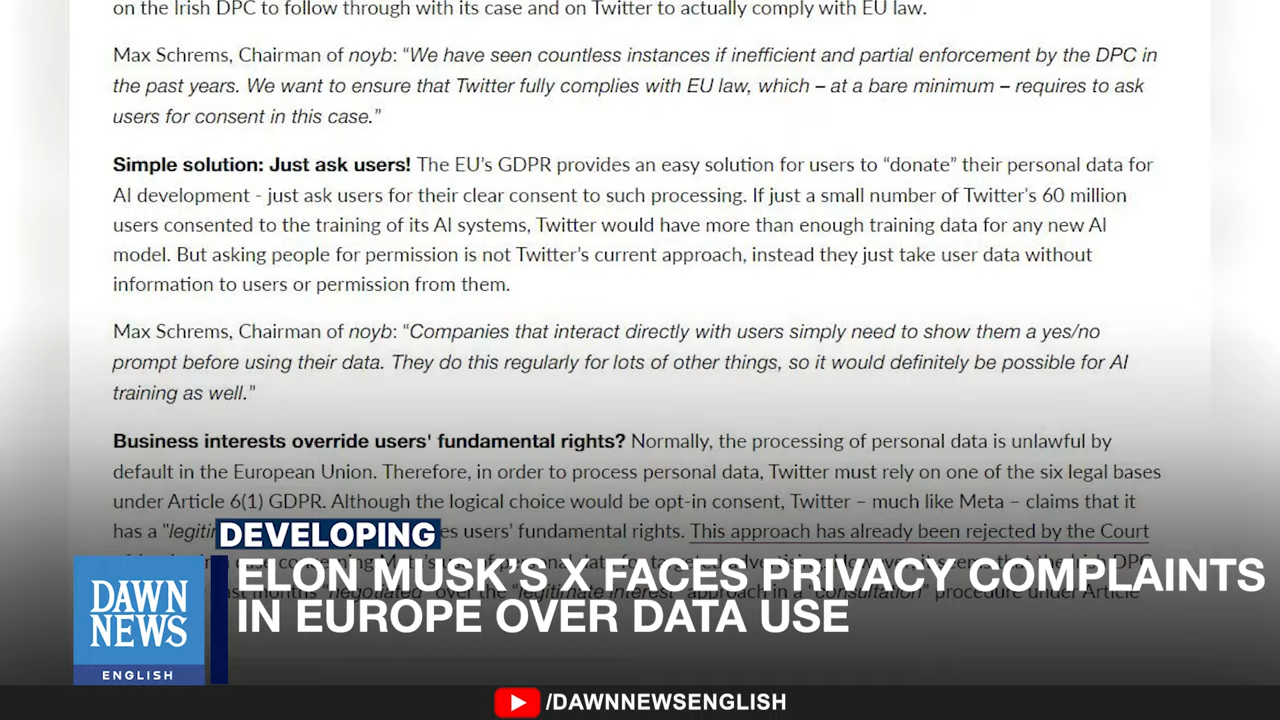 on the Irish DPC to follow through with its case and on Twitter to actually comply with EU law.
Max Schrems, Chairman of noyb: “We have seen countless instances if inefficient and partial enforcement by the DPC in
the past years. We want to ensure that Twitter fully complies with EU law, which – at a bare minimum – requires to ask
users for consent in this case.”
Simple solution: Just ask users! The EU’s GDPR provides an easy solution for users to “donate” their personal data for
AI development - just ask users for their clear consent to such processing. If just a small number of Twitter's 60 million
users consented to the training of its AI systems, Twitter would have more than enough training data for any new AI
model. But asking people for permission is not Twitter’s current approach, instead they just take user data without
information to users or permission from them.
Max Schrems, Chairman of noyb: “Companies that interact directly with users simply need to show them a yes/no
prompt before using their data. They do this regularly for lots of other things, so it would definitely be possible for AI
training as well.”
Business interests override users' fundamental rights? Normally, the processing of personal data is unlawful by
default in the European Union. Therefore, in order to process personal data, Twitter must rely on one of the six legal bases
under Article 6(1) GDPR. Although the logical choice would be opt-in consent, Twitter – much like Meta – claims that it
has a "legiti users' fundamental rights. This approach has already been rejected by the Court
"negotiated" over the "legitimate interest" approach in a "consultation" procedure under Article
DEVELOPING
ELON MUSK’S X FACES PRIVACY COMPLAINTS
IN EUROPE OVER DATA USE
DAWN
NEWS
ENGLISH
/DAWNNEWSENGLISH